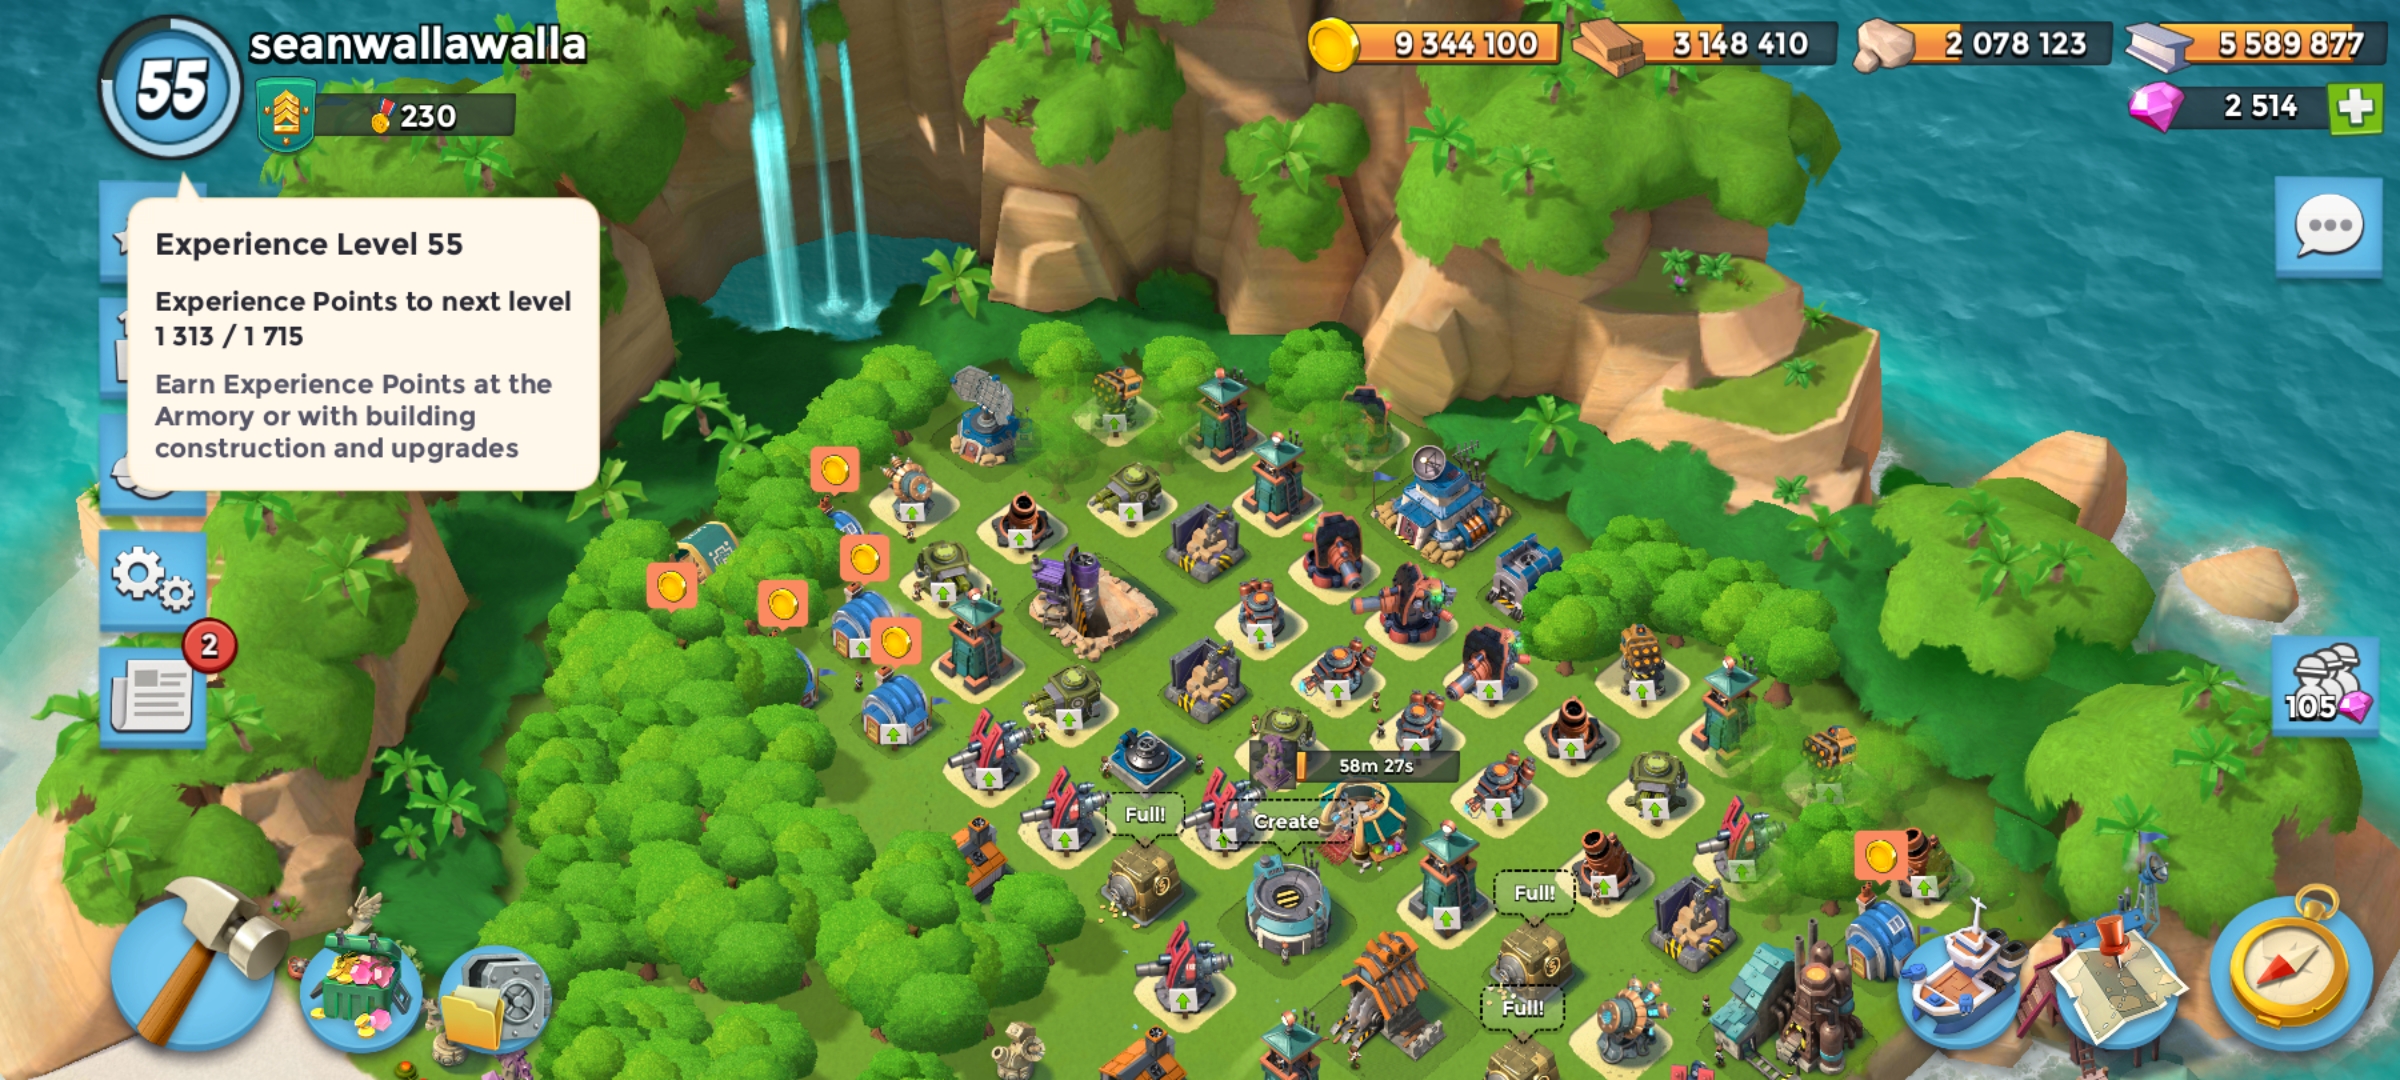 55
seanwallawalla
230
9 344 100
3 148 410
2 078 123
5 589 877
2 514
Experience Level 55
Experience Points to next level
1 313 / 1 715
Earn Experience Points at the
Armory or with building
construction and upgrades
2
105
58m 27s
Full!
Create
Full!
Full!